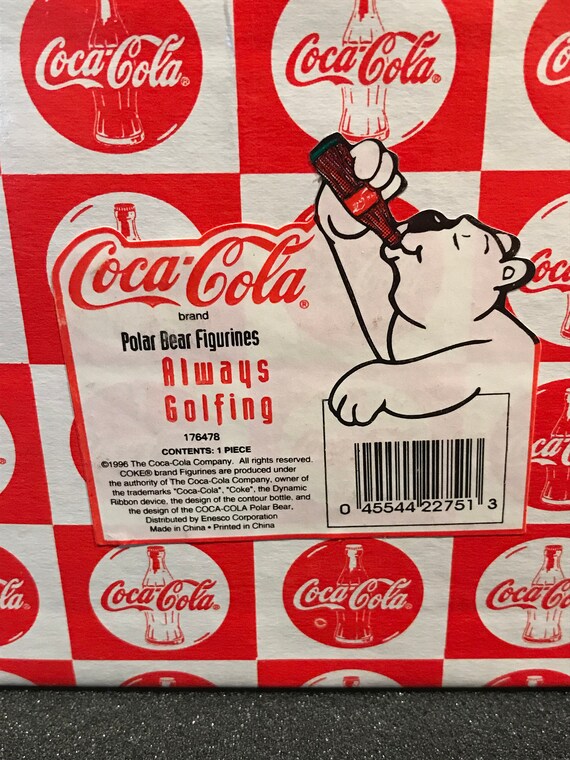 Coca-Cola®
Coca-Cola®
Coca
Coca-Cola®
brand
Polar Bear Figurines
Always
Golfing
176478
CONTENTS: 1 PIECE
©1996 The Coca-Cola Company. All rights reserved.
COKE® brand Figurines are produced under
the authority of The Coca-Cola Company, owner of
the trademarks "Coca-Cola", "Coke", the Dynamic
Ribbon device, the design of the contour bottle, and
the design of the COCA-COLA Polar Bear,
Distributed by Enesco Corporation
Made in China • Printed in China
0 45544 22751 3
Coca-Cola®
Coca-Cola®